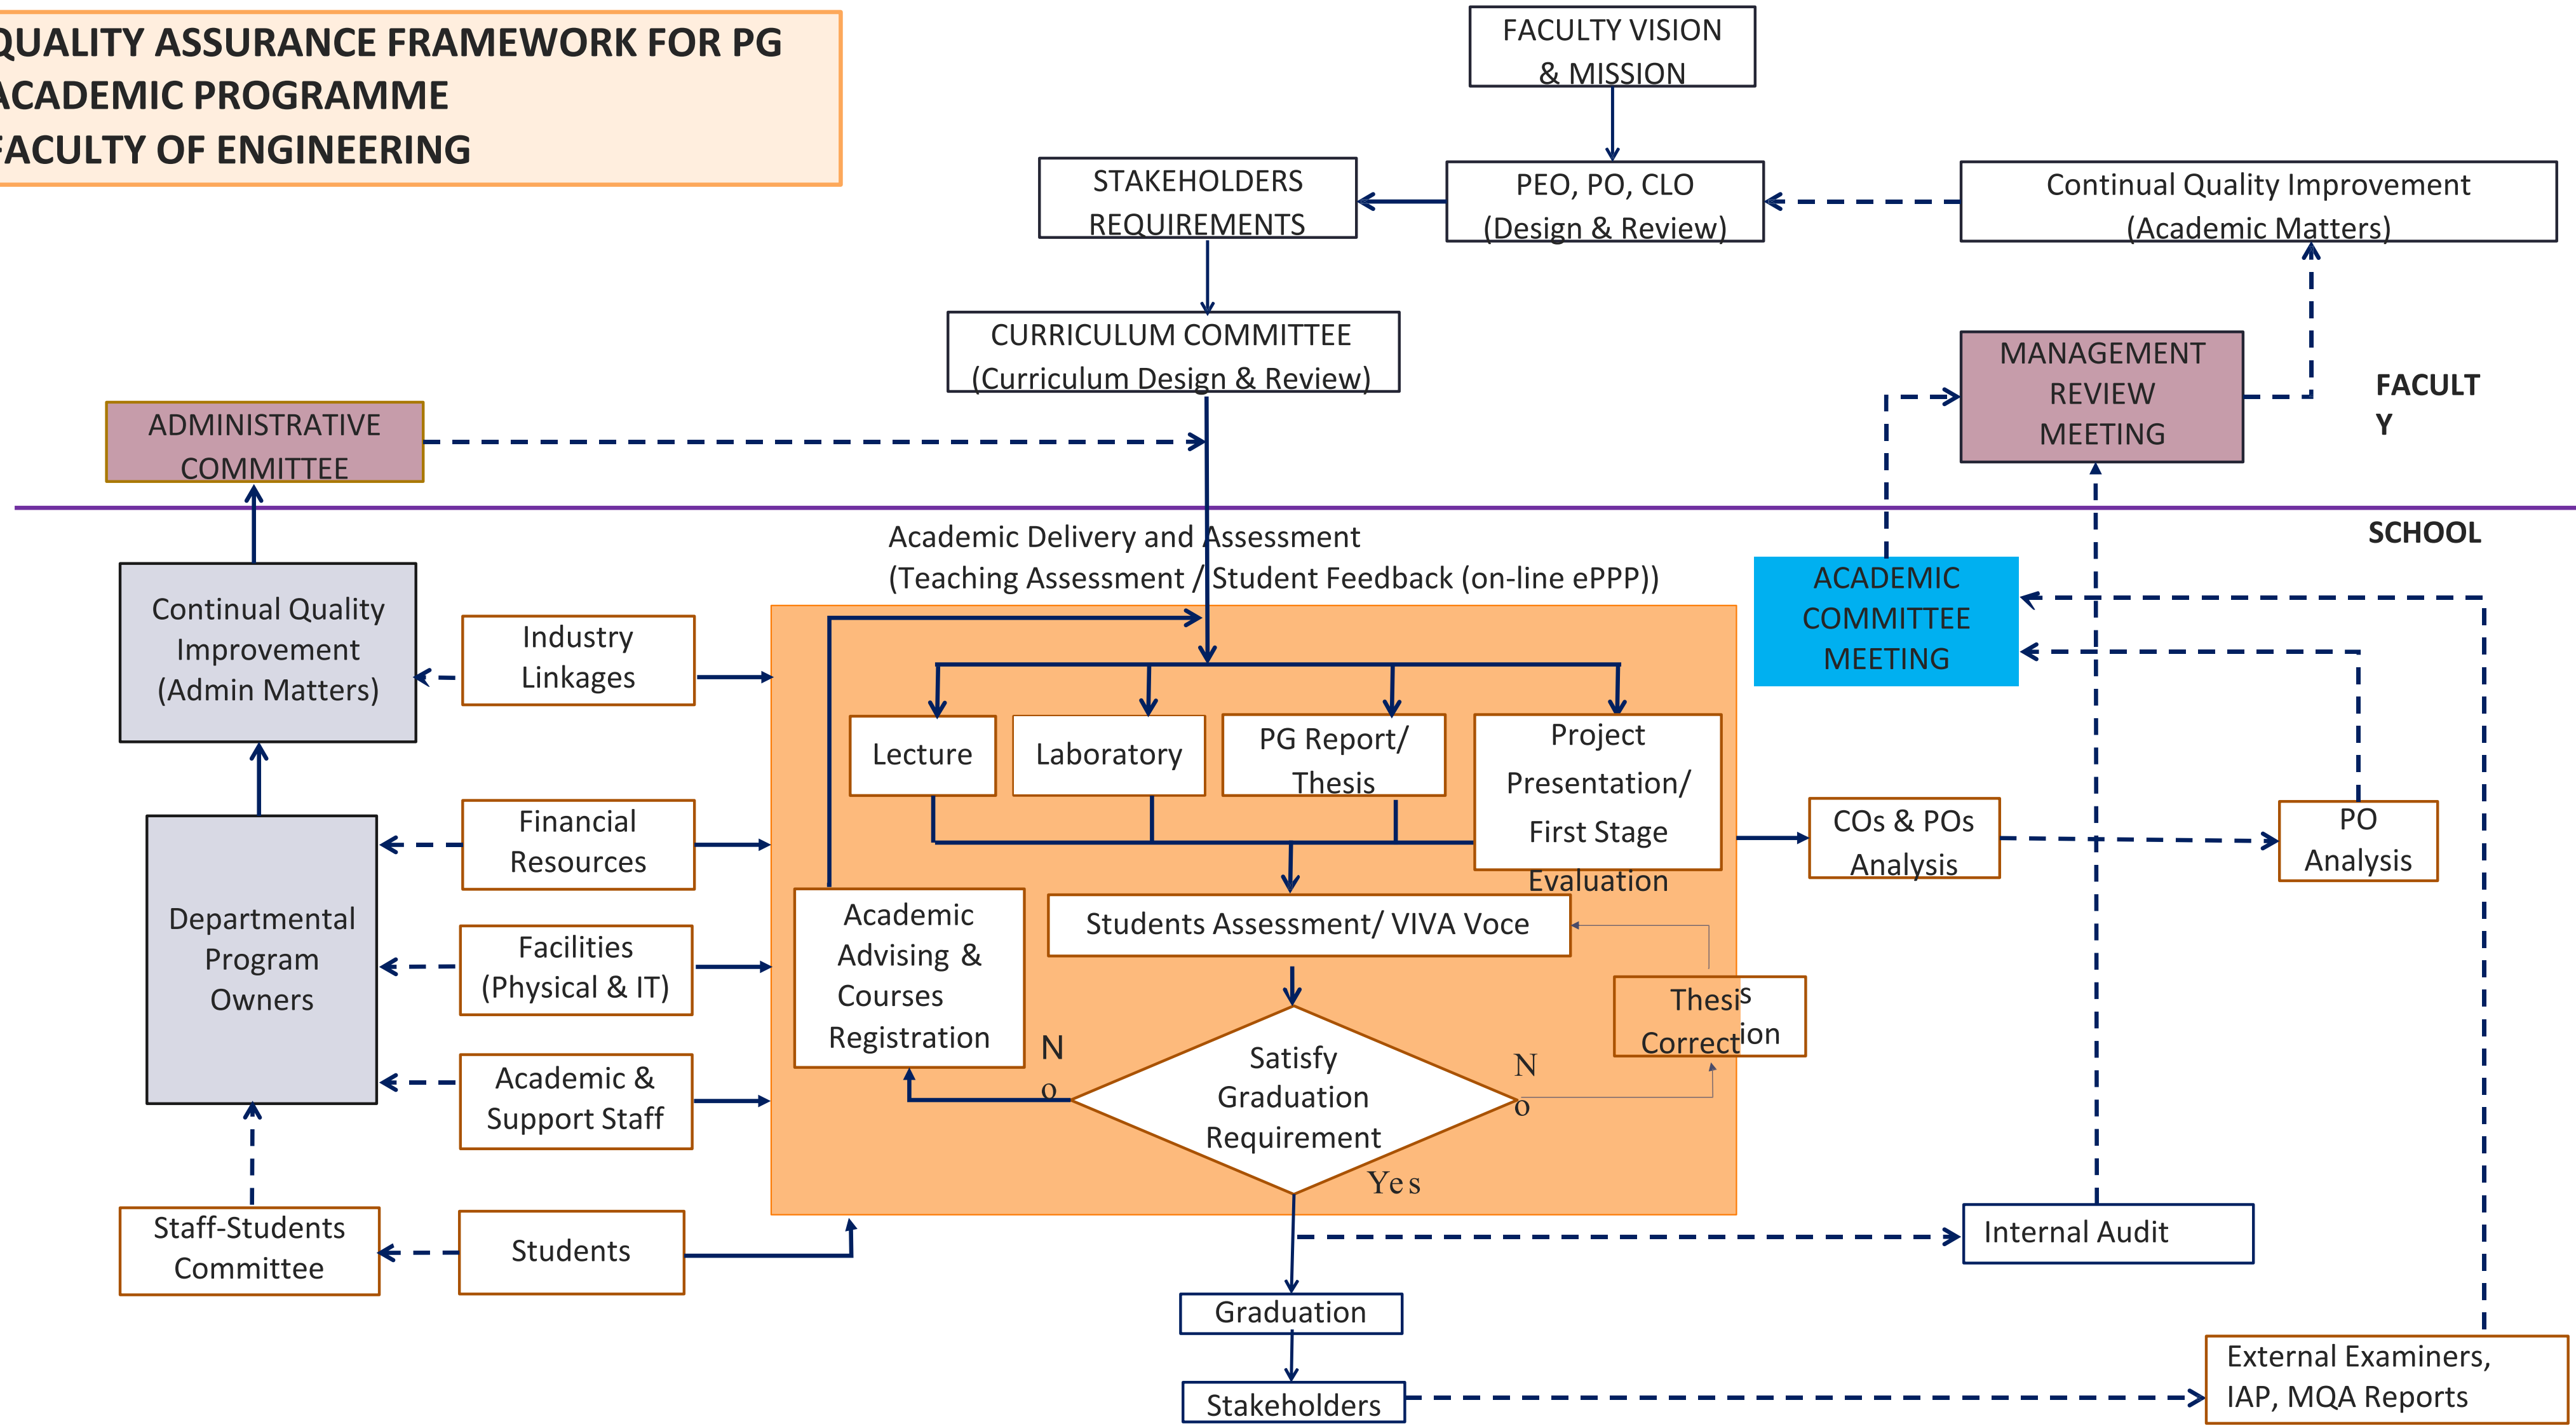 QUALITY ASSURANCE FRAMEWORK FOR PG
ACADEMIC PROGRAMME
FACULTY OF ENGINEERING
FACULTY VISION
& MISSION
STAKEHOLDERS
REQUIREMENTS
PEO, PO, CLO
(Design & Review)
Continual Quality Improvement
(Academic Matters)
CURRICULUM COMMITTEE
(Curriculum Design & Review)
MANAGEMENT
REVIEW
MEETING
FACULT
Y
ADMINISTRATIVE
COMMITTEE
SCHOOL
Academic Delivery and Assessment
(Teaching Assessment / Student Feedback (on-line ePPP))
ACADEMIC
COMMITTEE
MEETING
Continual Quality
Improvement
(Admin Matters)
Industry
Linkages
Lecture
Laboratory
PG Report/
Thesis
Project
Presentation/
First Stage
Evaluation
Financial
Resources
COs & POs
Analysis
PO
Analysis
Departmental
Program
Owners
Facilities
(Physical & IT)
Academic
Advising &
Courses
Registration
Students Assessment/ VIVA Voce
Thesis
Correction
N
o
Satisfy
Graduation
Requirement
N
o
Yes
Academic &
Support Staff
Staff-Students
Committee
Students
Internal Audit
Graduation
Stakeholders
External Examiners,
IAP, MQA Reports